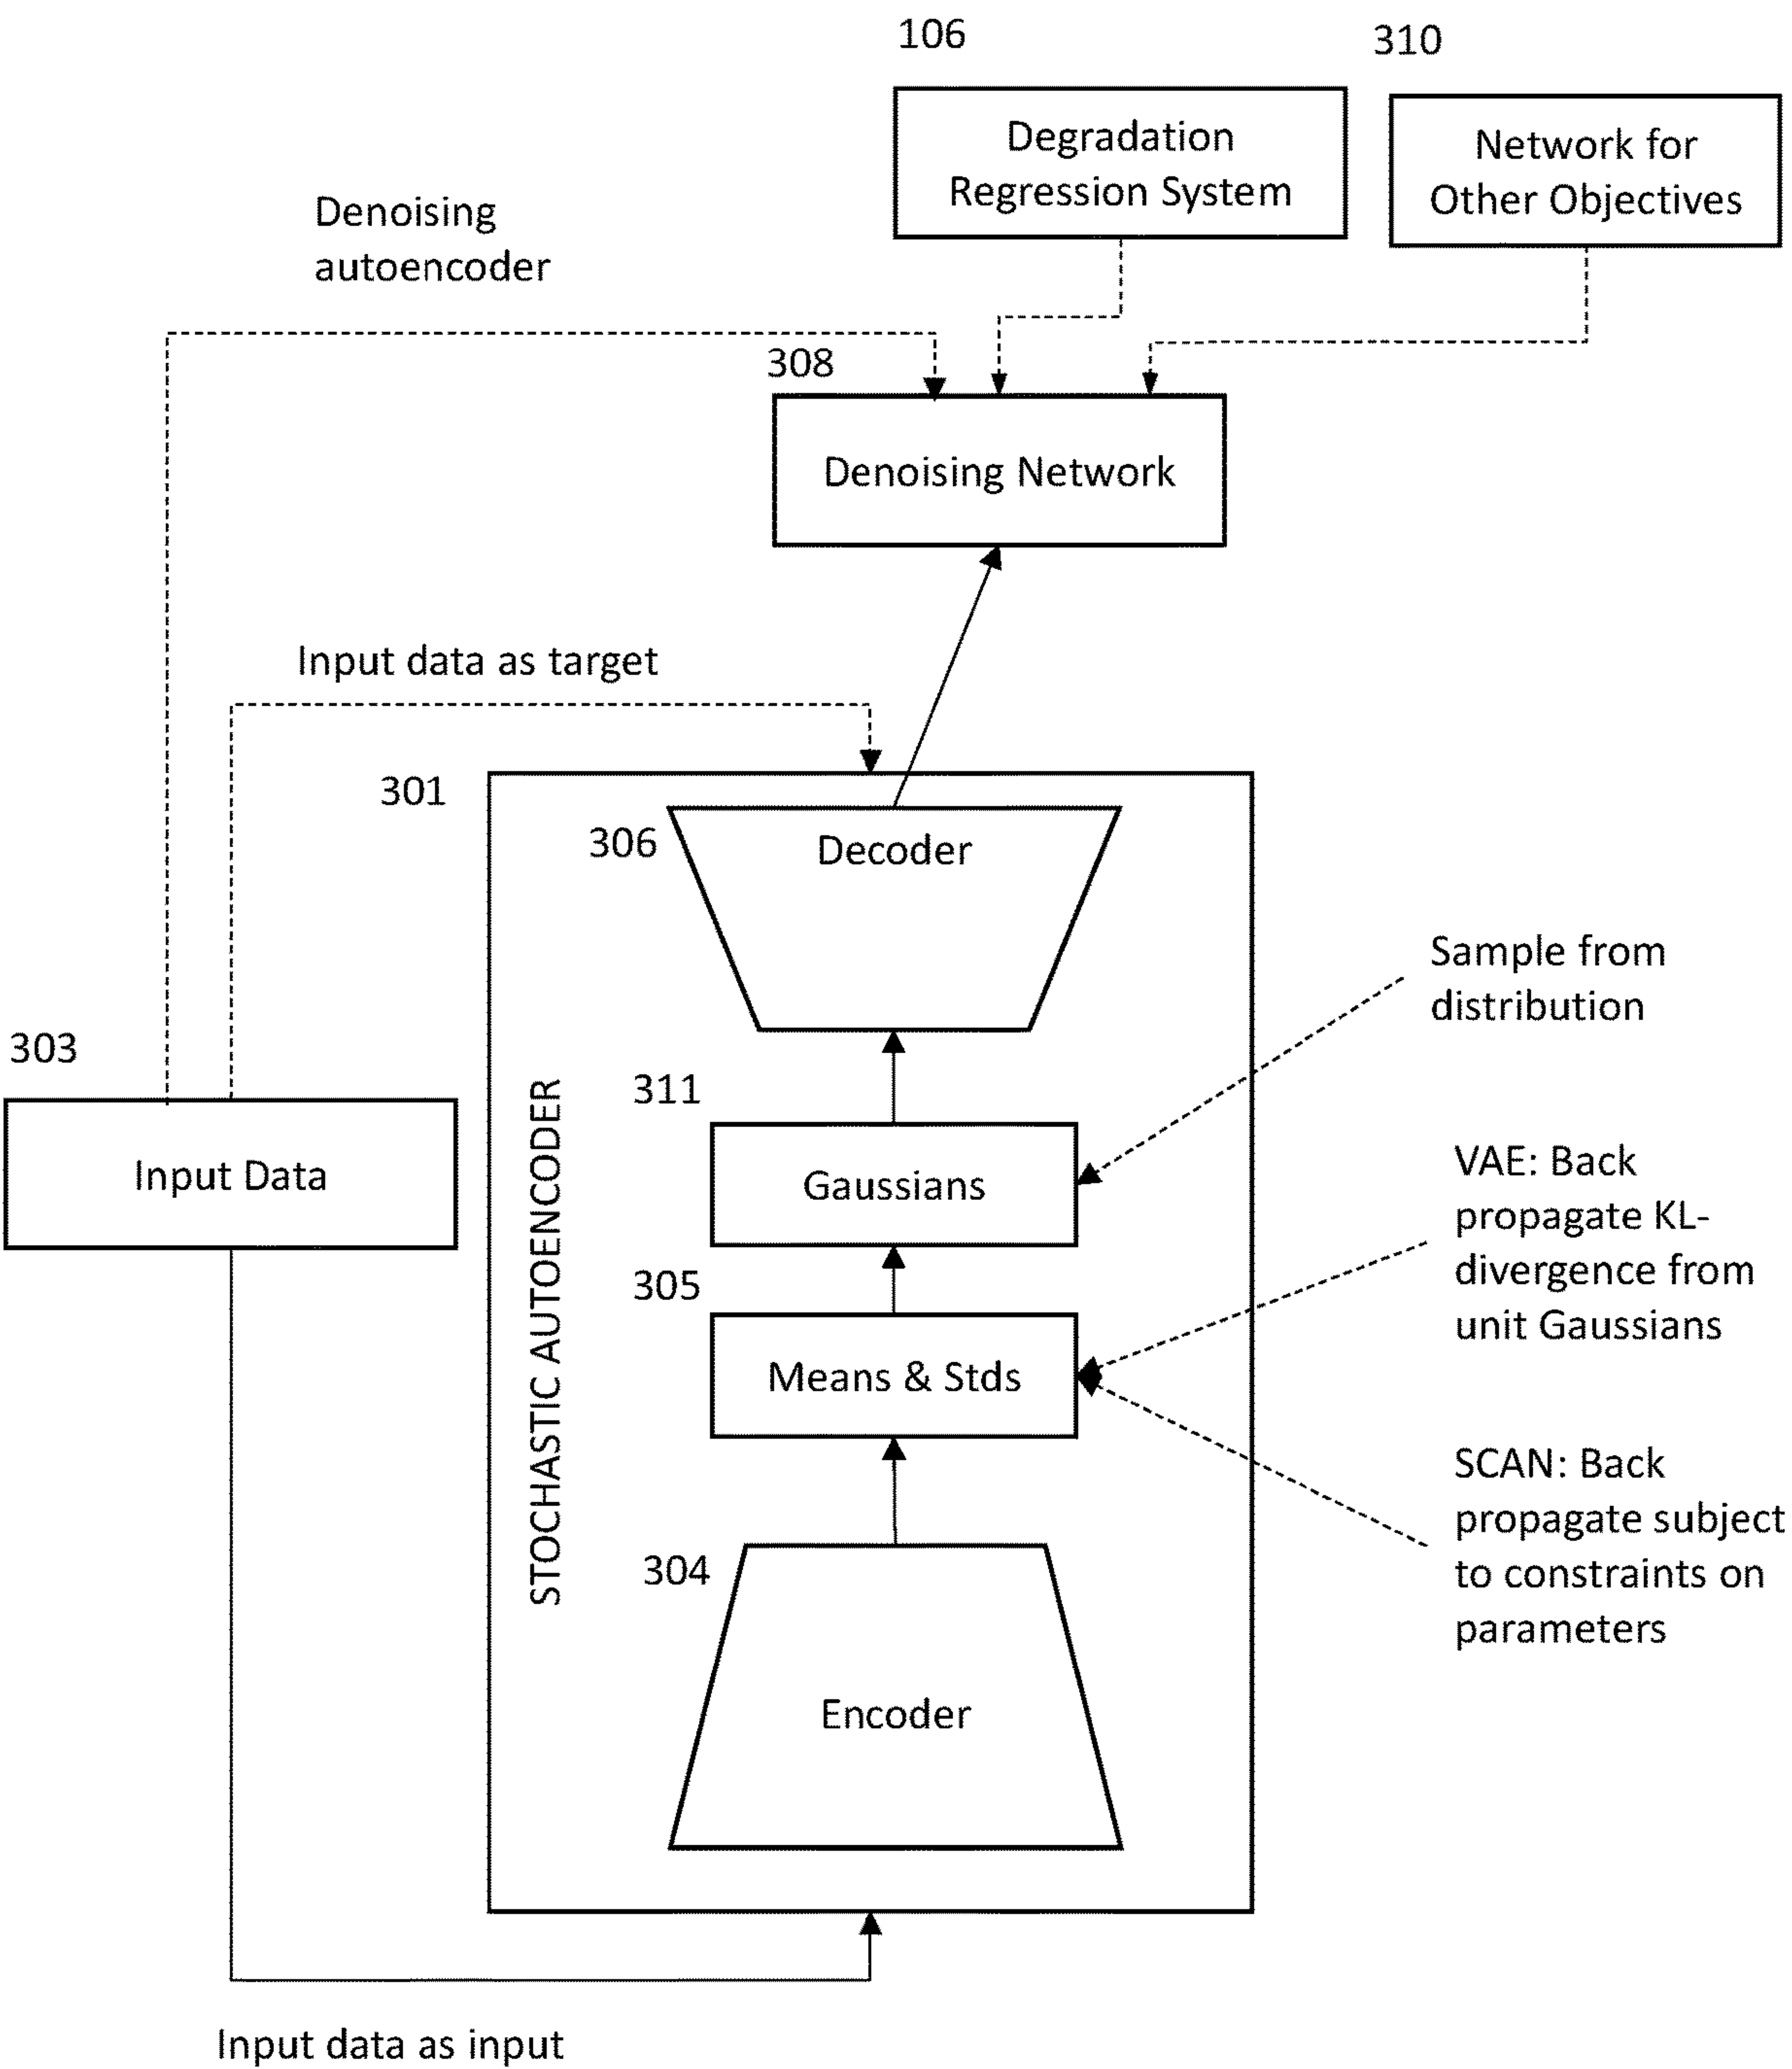 106
310
Degradation
Regression System
Network for
Other Objectives
Denoising
autoencoder
308
Denoising Network
Input data as target
301
306
Decoder
Sample from
distribution
303
311
Input Data
Gaussians
STOCHASTIC AUTOENCODER
VAE: Back
propagate KL-
divergence from
unit Gaussians
305
Means & Stds
SCAN: Back
propagate subject
to constraints on
parameters
304
Encoder
Input data as input